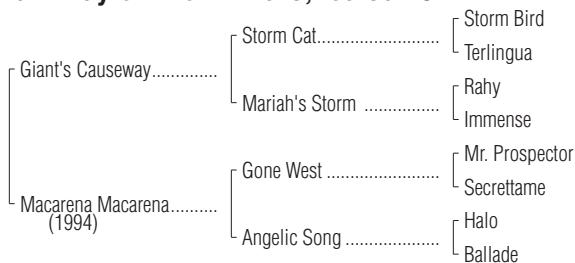 Storm Bird
Storm Cat........................
Terlingua
Giant's Causeway.............
Rahy
Mariah's Storm ...............
Immense
Mr. Prospector
Gone West ......................
Secrettame
Macarena Macarena.........
(1994)
Halo
Angelic Song ...................
Ballade